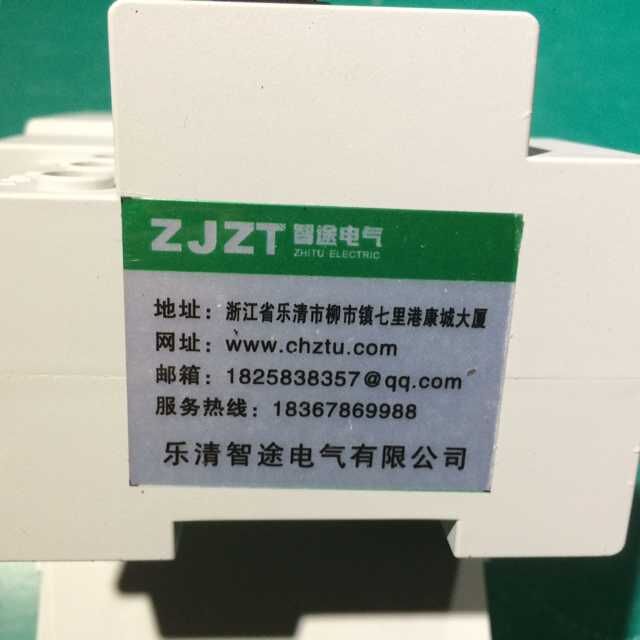 ZJZT 智途电气
ZHITU ELECTRIC
地址：浙江省乐清市柳市镇七里港康城大厦
网址：www.chztu.com
邮箱：1825838357@qq.com
服务热线：18367869988
乐清智途电气有限公司